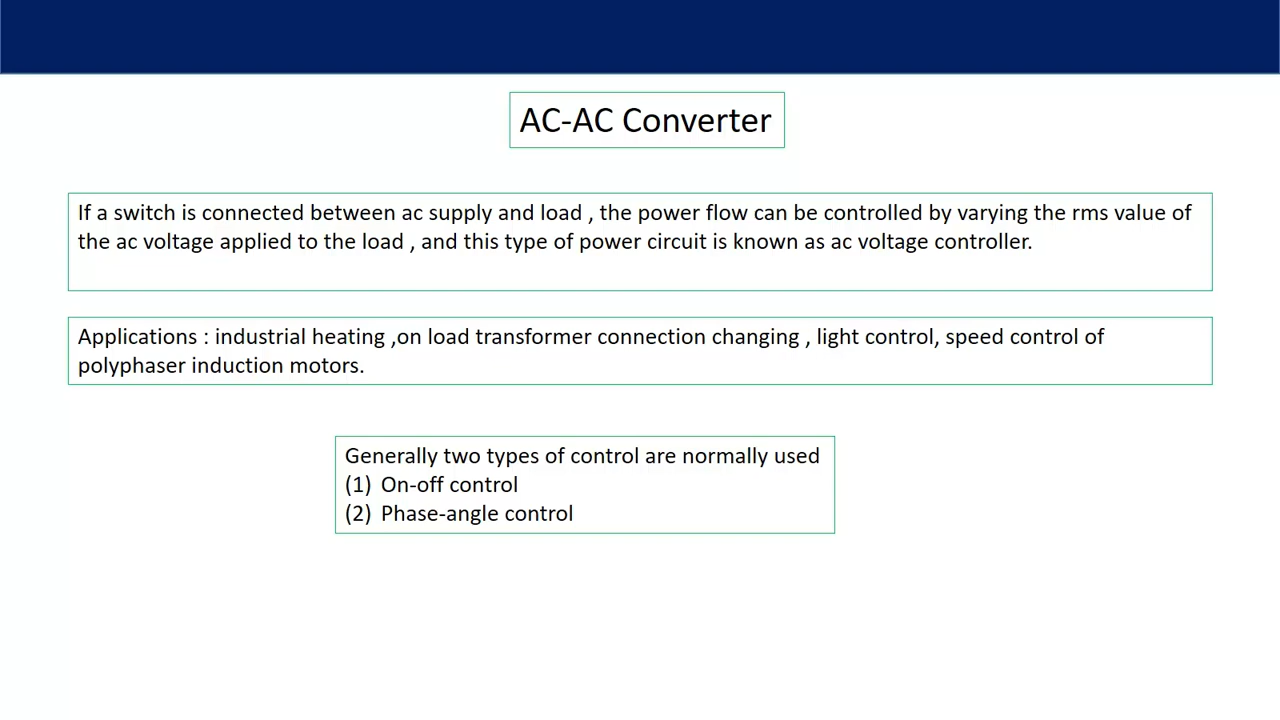 AC-AC Converter
If a switch is connected between ac supply and load , the power flow can be controlled by varying the rms value of
the ac voltage applied to the load , and this type of power circuit is known as ac voltage controller.
Applications : industrial heating ,on load transformer connection changing , light control, speed control of
polyphaser induction motors.
Generally two types of control are normally used
(1) On-off control
(2) Phase-angle control